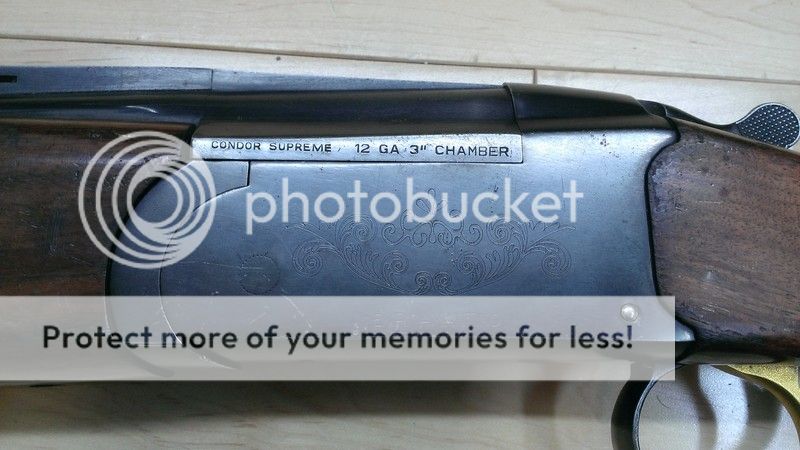 CONDOR SUPREME 12 GA 3" CHAMBER
photobucket
Protect more of your memories for less!